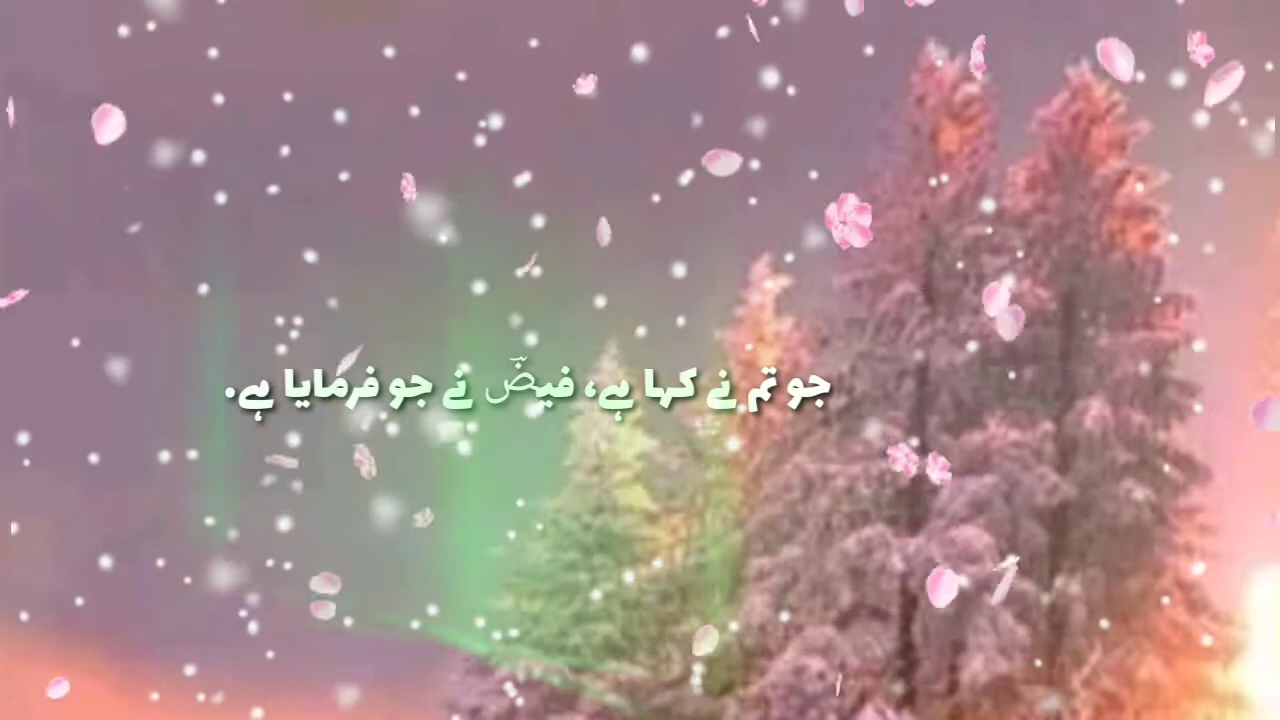 جو تم نے کہا ہے، فیضؔ نے جو فرمایا ہے.